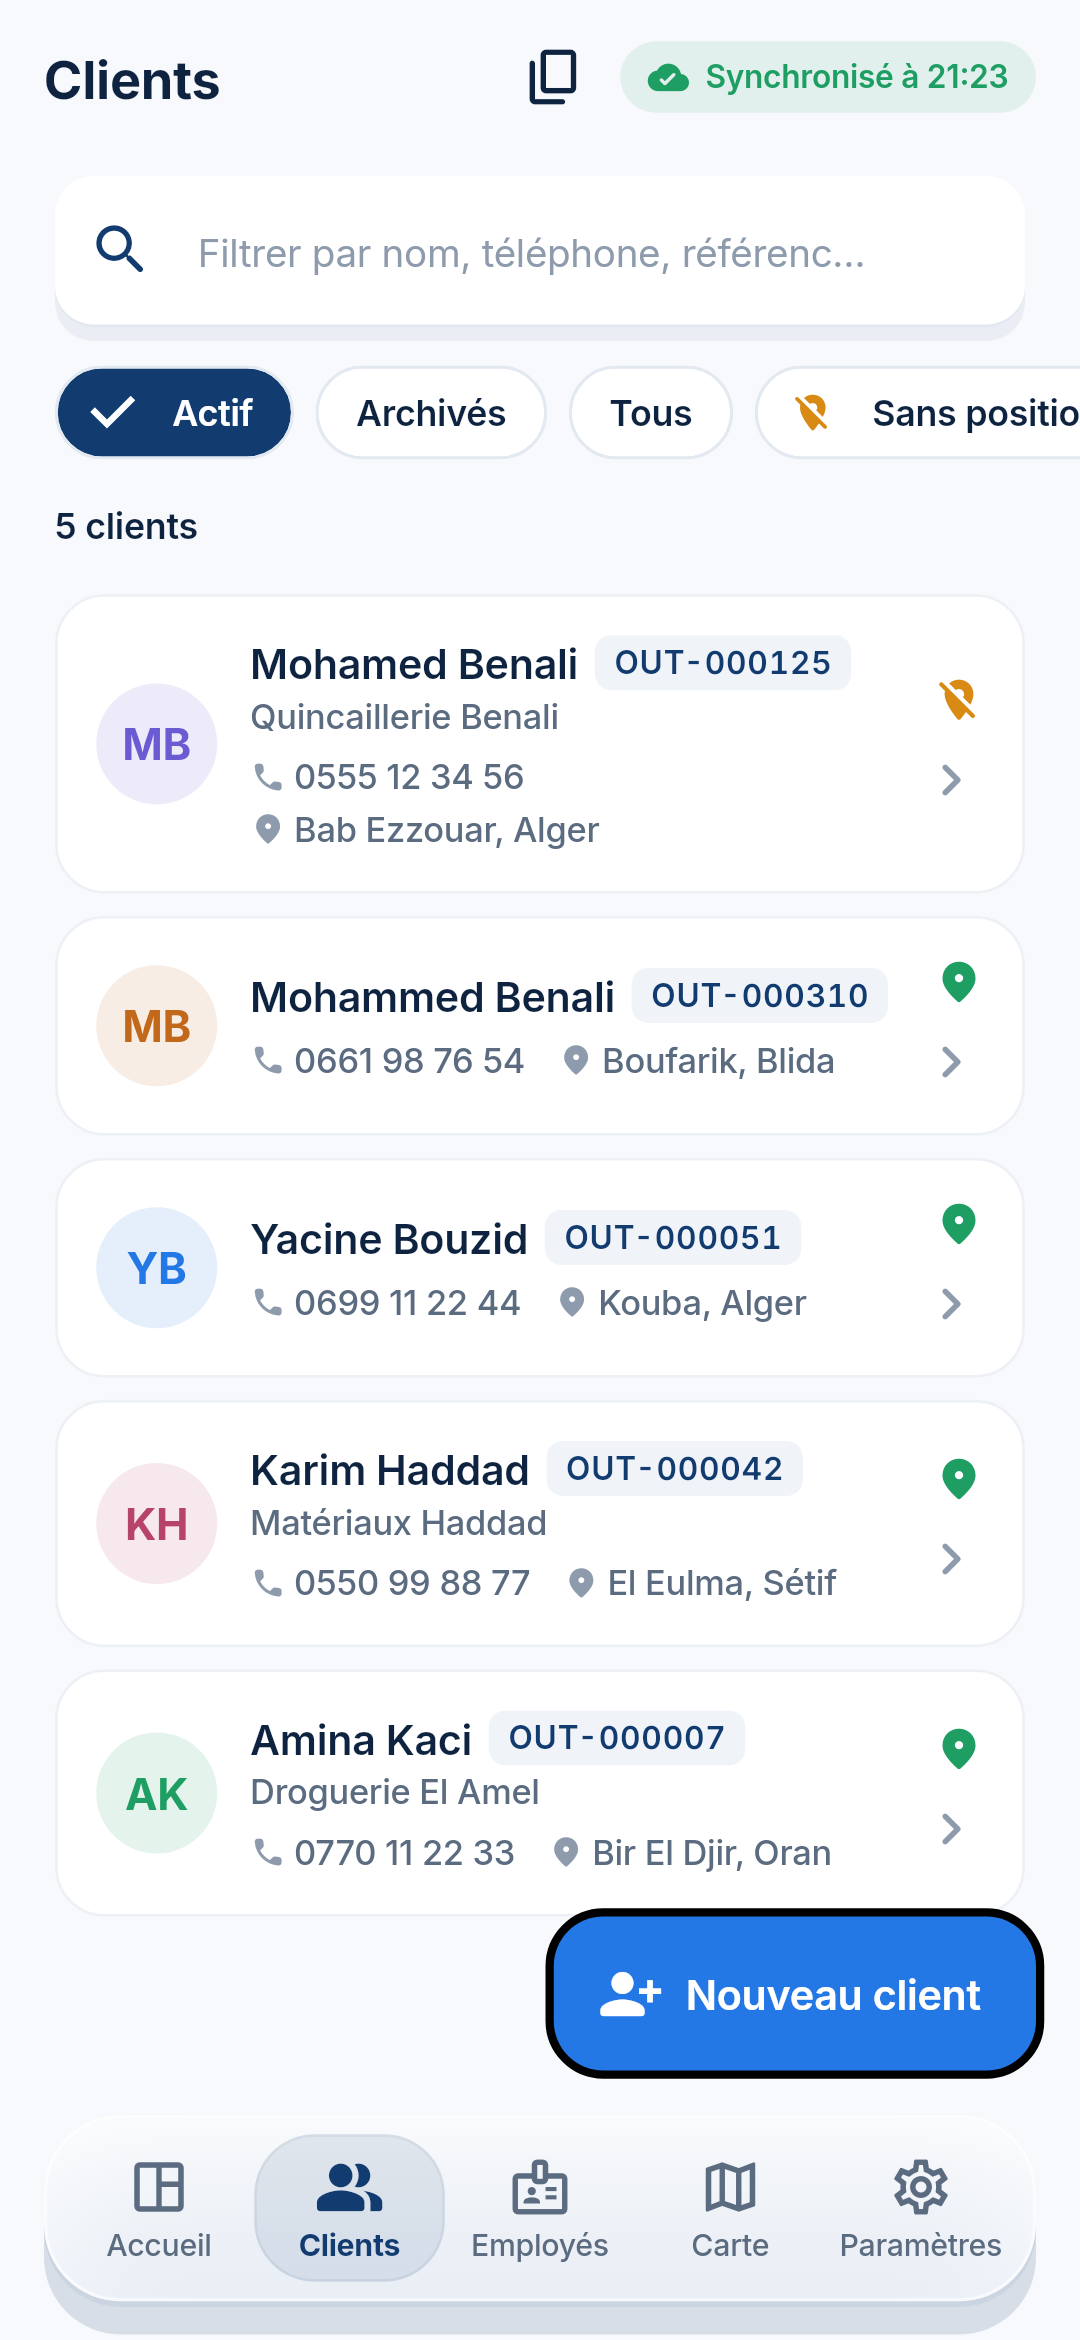 Clients
Synchronisé à 21:23
Filtrer par nom, téléphone, référenc...
Actif
Archivés
Tous
Sans positio
5 clients
MB
Mohamed Benali OUT-000125
Quincaillerie Benali
0555 12 34 56
Bab Ezzouar, Alger
MB
Mohammed Benali OUT-000310
0661 98 76 54 Boufarik, Blida
YB
Yacine Bouzid OUT-000051
0699 11 22 44 Kouba, Alger
KH
Karim Haddad OUT-000042
Matériaux Haddad
0550 99 88 77 El Eulma, Sétif
AK
Amina Kaci OUT-000007
Droguerie El Amel
0770 11 22 33 Bir El Djir, Oran
Nouveau client
Accueil
Clients
Employés
Carte
Paramètres